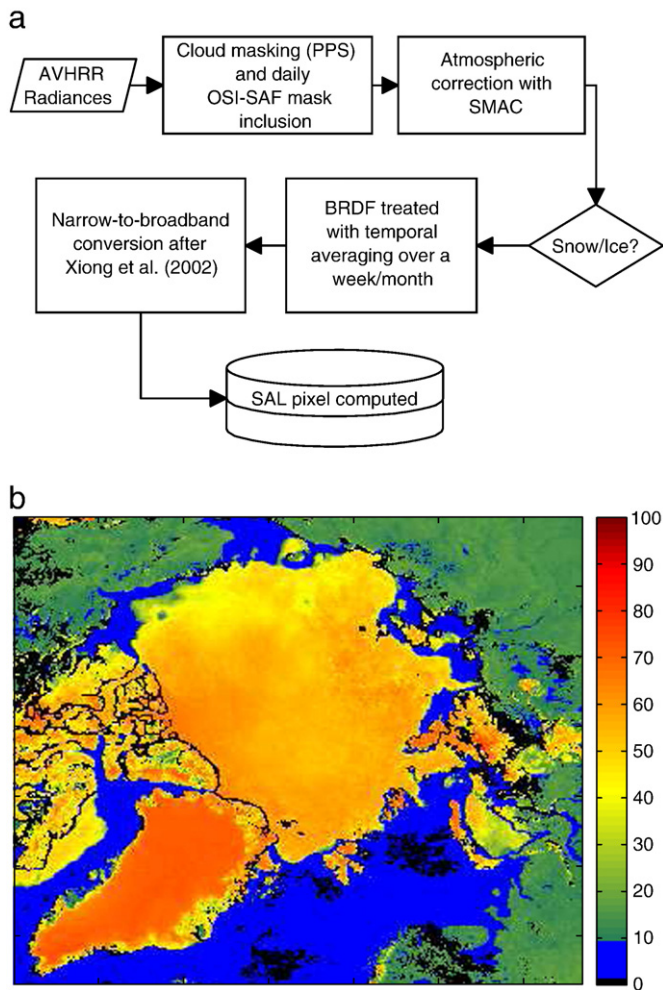 a
AVHRR
Radiances
Cloud masking (PPS)
and daily
OSI-SAF mask
inclusion
Atmospheric
correction with
SMAC
Snow/Ice?
BRDF treated
with temporal
averaging over a
week/month
Narrow-to-broadband
conversion after
Xiong et al. (2002)
SAL pixel computed
b
100
90
80
70
60
50
40
30
20
10
0